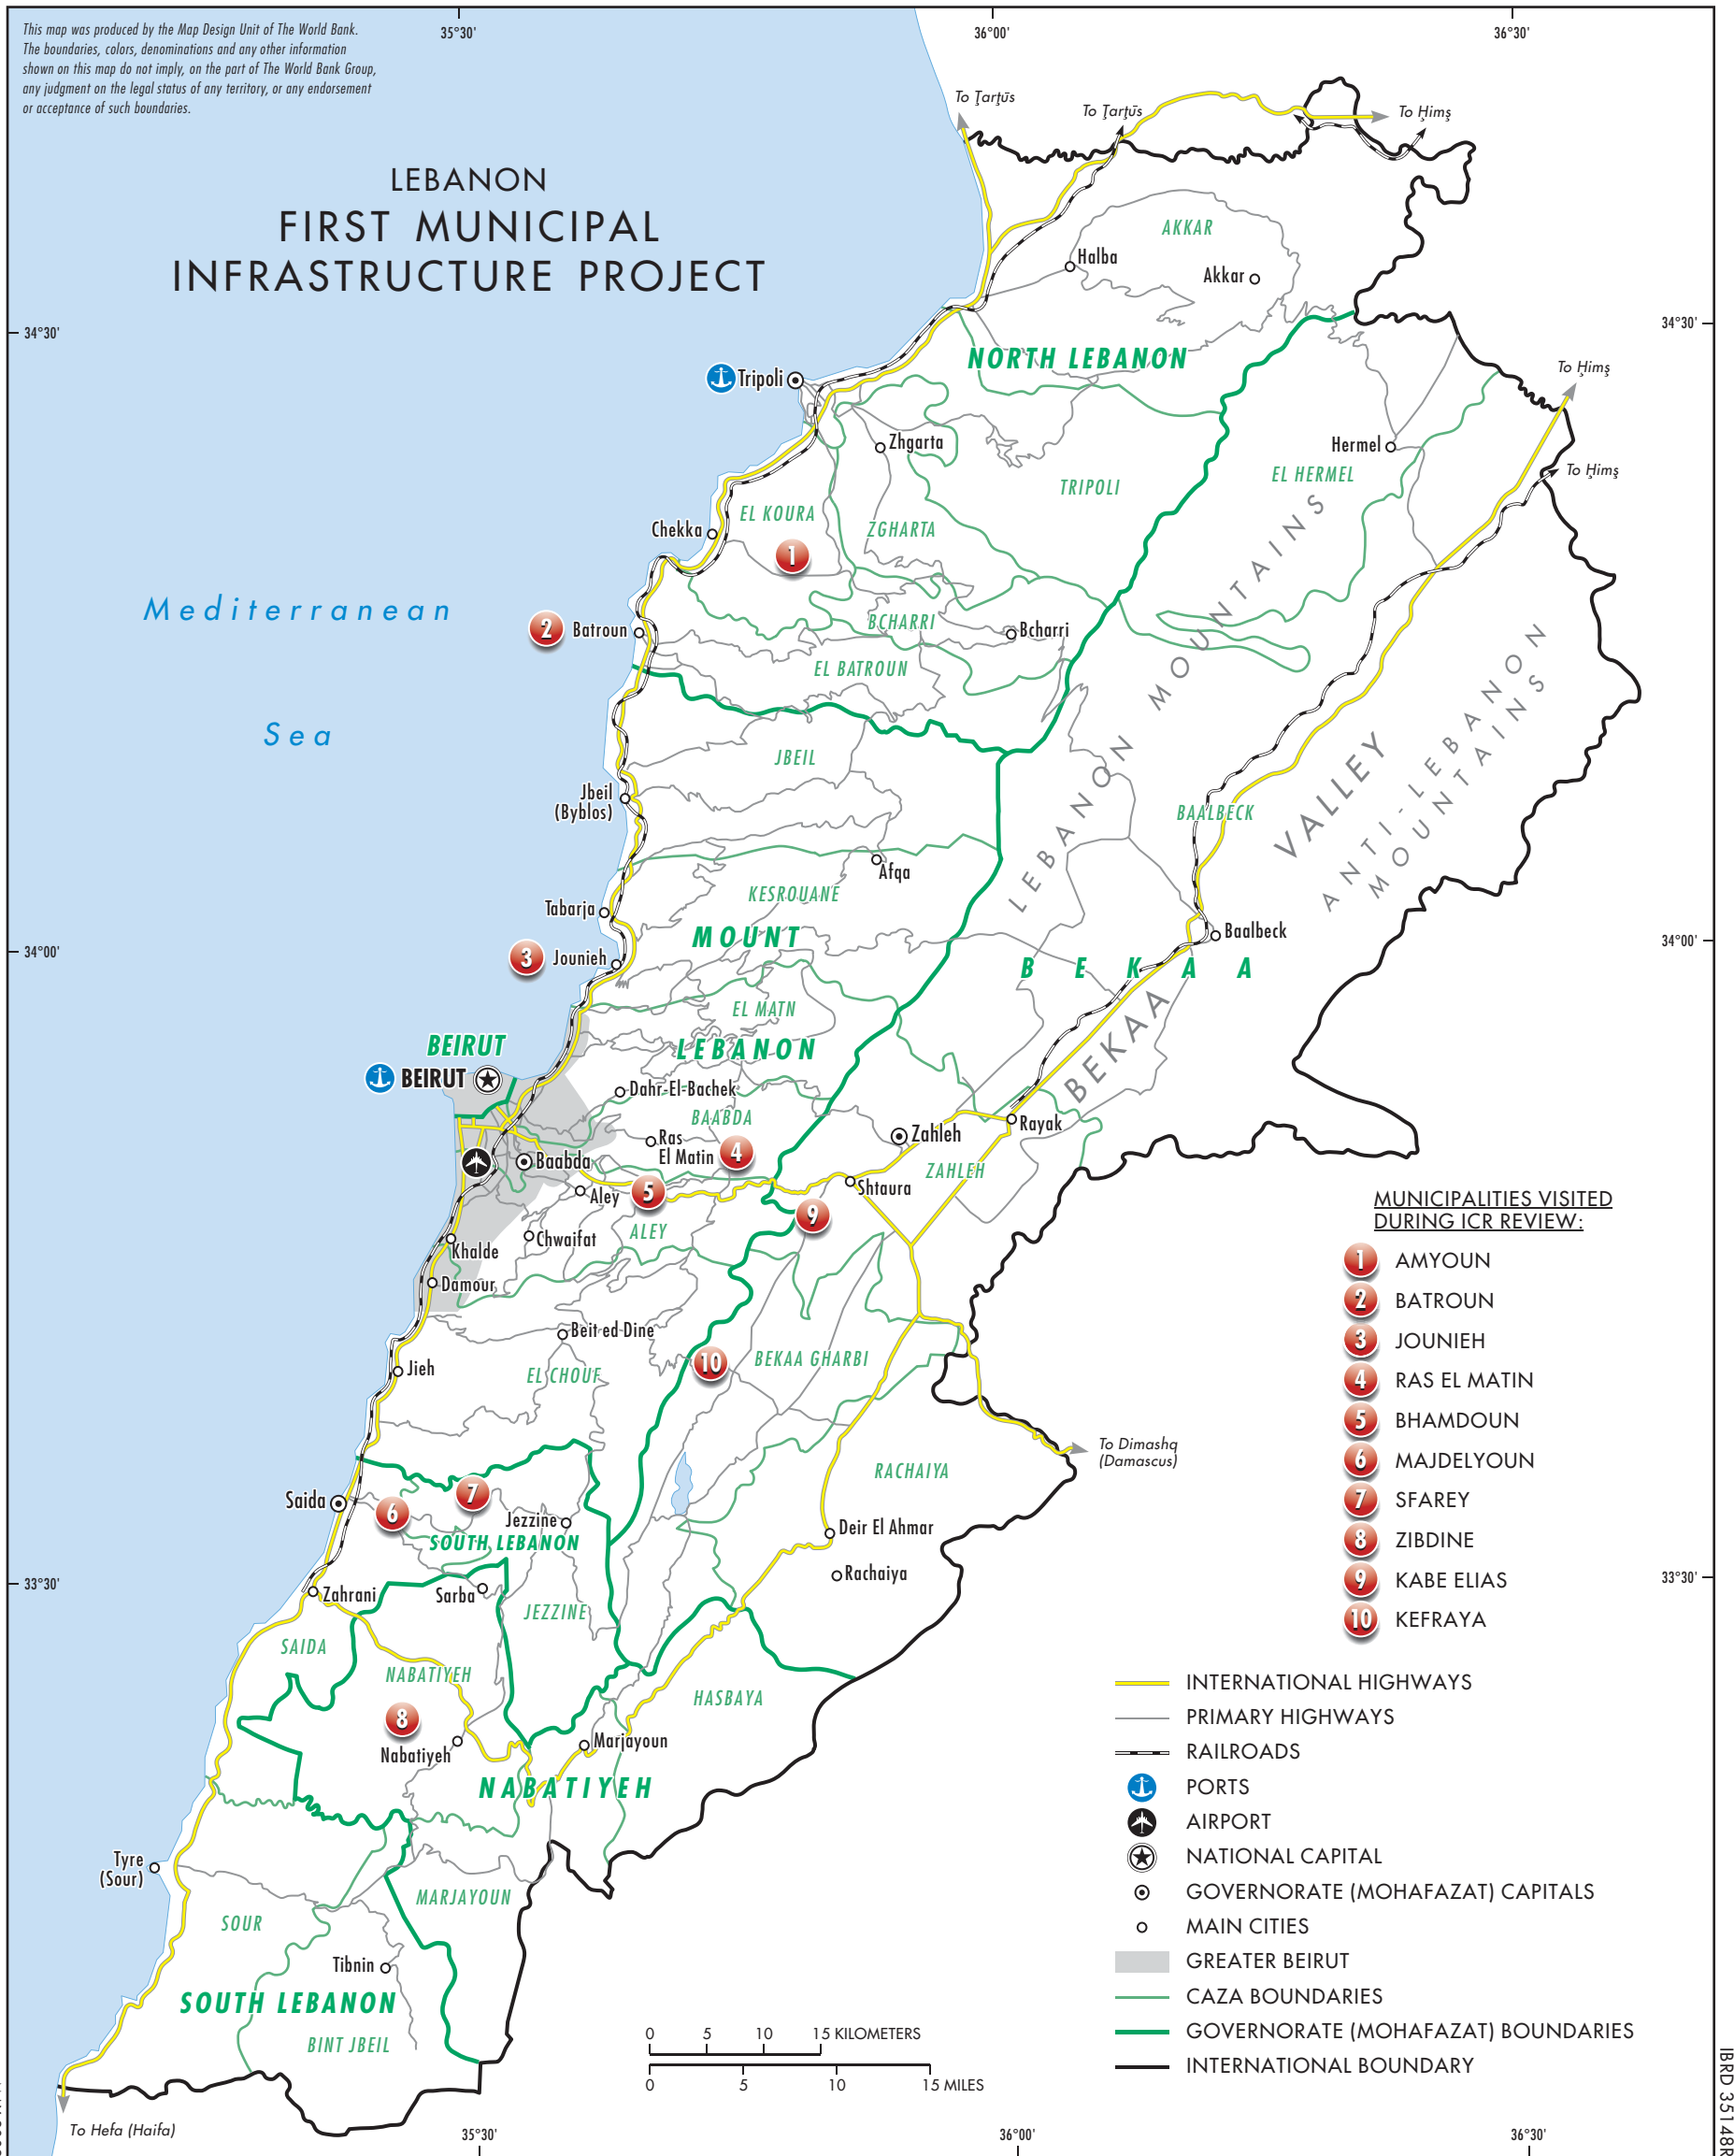 This map was produced by the Map Design Unit of The World Bank.
The boundaries, colors, denominations and any other information
shown on this map do not imply, on the part of The World Bank Group,
any judgment on the legal status of any territory, or any endorsement
or acceptance of such boundaries.
35°30'
36°00'
36°30'
LEBANON
FIRST MUNICIPAL
INFRASTRUCTURE PROJECT
To Ţarţūs
To Ţarţūs
To Ḩimş
AKKAR
Halba
Akkar
34°30'
34°30'
NORTH LEBANON
To Ḩimş
Tripoli
Zhgarta
Hermel
To Ḩimş
TRIPOLI
EL HERMEL
EL KOURA
Chekka
ZGHARTA
1
Mediterranean
Sea
2
Batroun
BCHARRI
Bcharri
EL BATROUN
LEBANON MOUNTAINS
ANTI-LEBANON
MOUNTAINS
JBEIL
Jbeil
(Byblos)
BAALBECK
BEKAA VALLEY
Afqa
KESROUANE
Tabarja
Baalbeck
34°00'
34°00'
MOUNT
3
Jounieh
BEKAA
EL MATN
LEBANON
BEIRUT
BEIRUT
Dahr-El-Bachek
BAABDA
Rayak
Zahleh
Ras
El Matin
4
Baabda
ZAHLEH
Aley
5
Shtaura
9
Chwaifat
ALEY
Khalde
Damour
Beit ed Dine
10
BEKAA GHARBI
Jieh
EL CHOUF
To Dimashq
(Damascus)
RACHAIYA
Saida
6
7
Jezzine
SOUTH LEBANON
Deir El Ahmar
Rachaiya
33°30'
33°30'
Zahrani
Sarba
JEZZINE
SAIDA
NABATIYEH
HASBAYA
8
Nabatiyeh
Marjayoun
NABATIYEH
Tyre
(Sour)
MARJAYOUN
SOUR
Tibnin
SOUTH LEBANON
BINT JBEIL
To Hefa (Haifa)
MUNICIPALITIES VISITED
DURING ICR REVIEW:
1 AMYOUN
2 BATROUN
3 JOUNIEH
4 RAS EL MATIN
5 BHAMDOUN
6 MAJDELYOUN
7 SFAREY
8 ZIBDINE
9 KABE ELIAS
10 KEFRAYA
INTERNATIONAL HIGHWAYS
PRIMARY HIGHWAYS
RAILROADS
PORTS
AIRPORT
NATIONAL CAPITAL
GOVERNORATE (MOHAFAZAT) CAPITALS
MAIN CITIES
GREATER BEIRUT
CAZA BOUNDARIES
GOVERNORATE (MOHAFAZAT) BOUNDARIES
INTERNATIONAL BOUNDARY
0 5 10 15 KILOMETERS
0 5 10 15 MILES
35°30'
36°00'
36°30'
IBRD 35148R